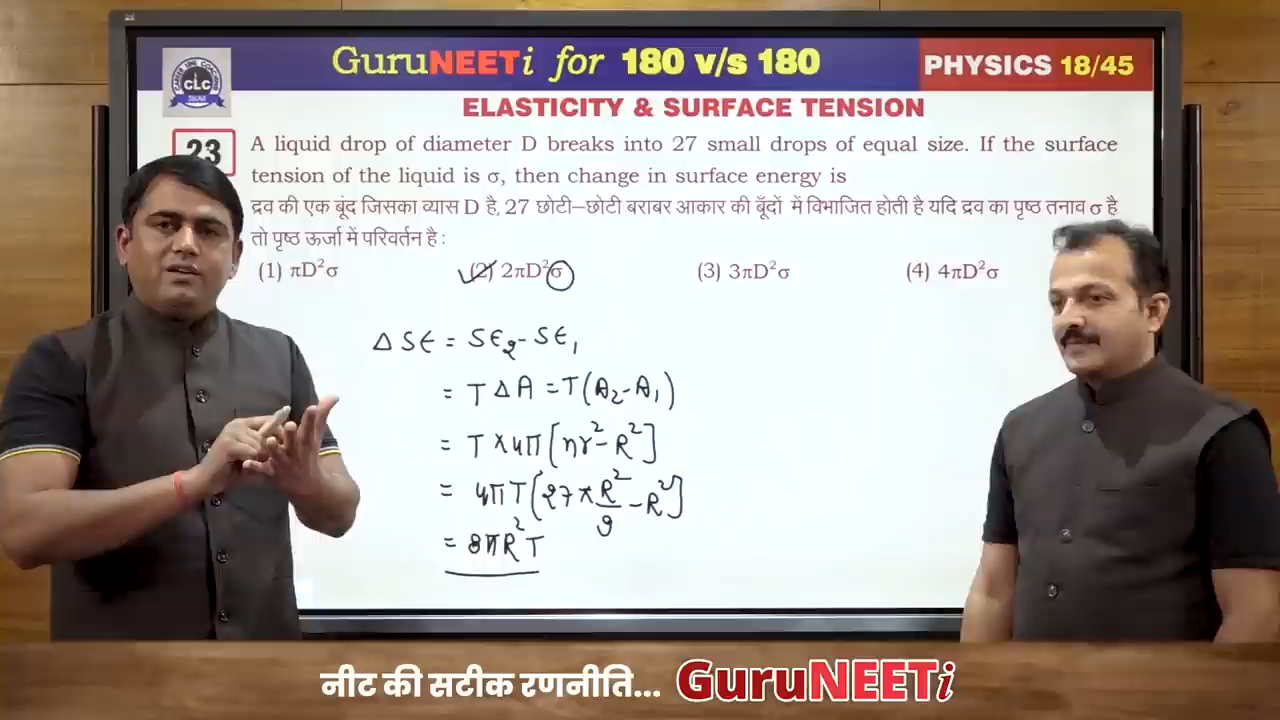 GuruNEETi for 180 v/s 180
PHYSICS 18/45
CLC
ELASTICITY & SURFACE TENSION
23
A liquid drop of diameter D breaks into 27 small drops of equal size. If the surface
tension of the liquid is σ, then change in surface energy is
द्रव की एक बूंद जिसका व्यास D है, 27 छोटी–छोटी बराबर आकार की बूँदों में विभाजित होती है यदि द्रव का पृष्ठ तनाव σ है
तो पृष्ठ ऊर्जा में परिवर्तन है :
(1) πD²σ (2) 2πD²σ (3) 3πD²σ (4) 4πD²σ
Δ SE = SE₂ - SE₁
= T Δ A = T(A₂ - A₁)
= T × 4π [nr² - R²]
= 4π T [27 × R²/9 - R²]
= 8πR²T
नीट की सटीक रणनीति... GuruNEETi